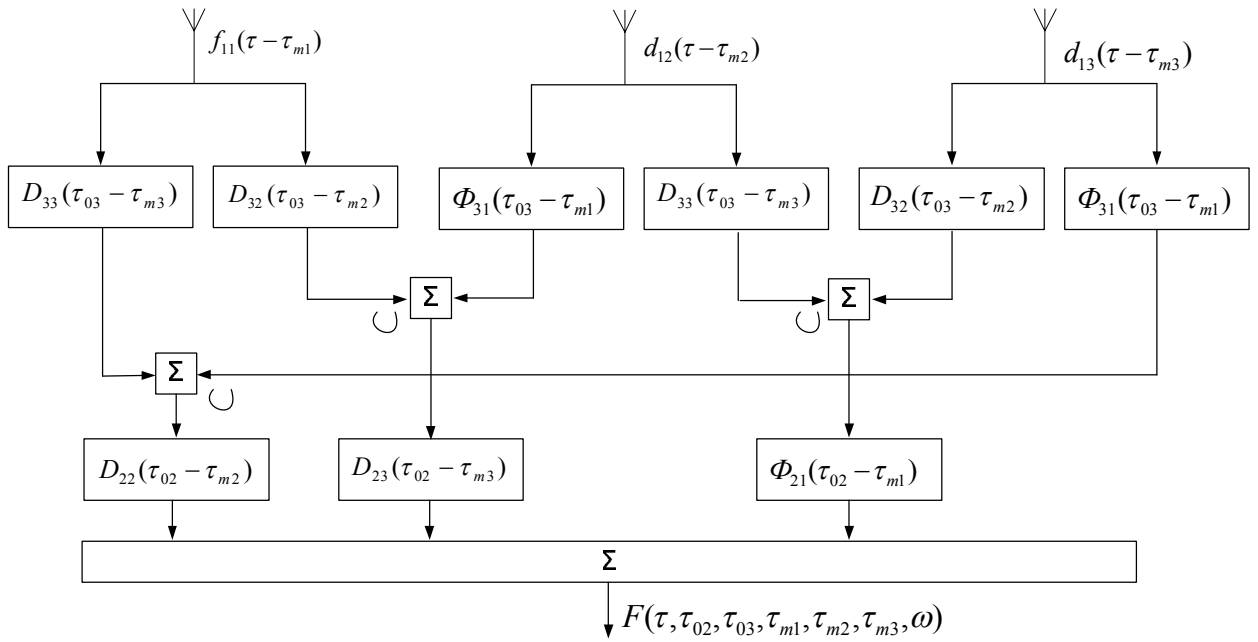 f₁₁(τ − τₘ₁)
d₁₂(τ − τₘ₂)
d₁₃(τ − τₘ₃)
D₃₃(τ₀₃ − τₘ₃)
D₃₂(τ₀₃ − τₘ₂)
Φ₃₁(τ₀₃ − τₘ₁)
D₃₃(τ₀₃ − τₘ₃)
D₃₂(τ₀₃ − τₘ₂)
Φ₃₁(τ₀₃ − τₘ₁)
Σ
Σ
Σ
D₂₂(τ₀₂ − τₘ₂)
D₂₃(τ₀₂ − τₘ₃)
Φ₂₁(τ₀₂ − τₘ₁)
Σ
F(τ,τ₀₂,τ₀₃,τₘ₁,τₘ₂,τₘ₃,ω)